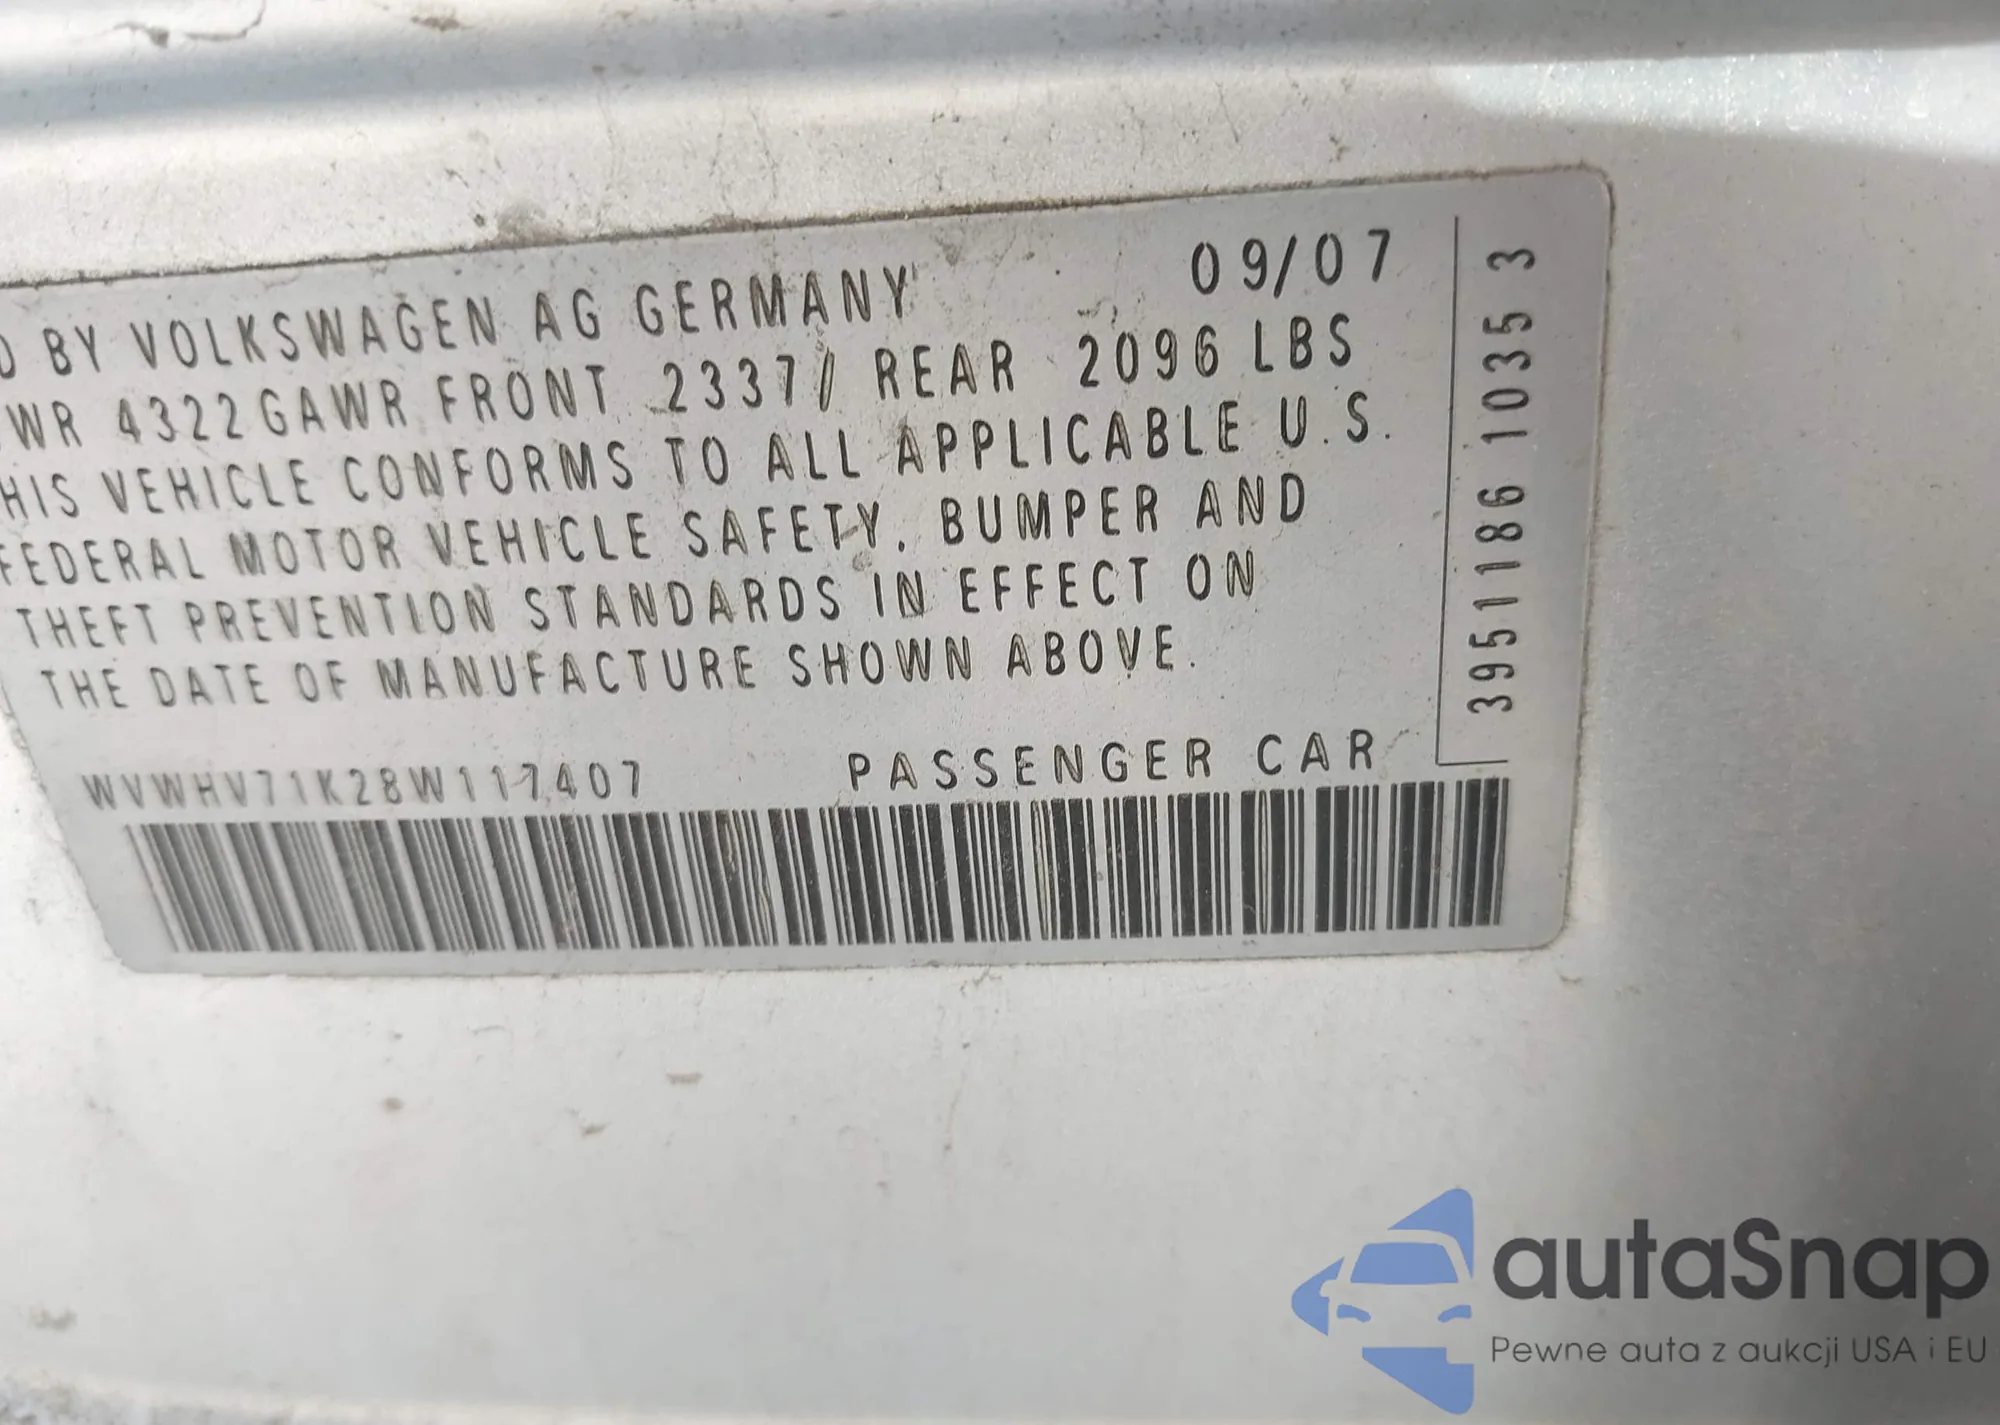 D BY VOLKSWAGEN AG GERMANY 09/07
WR 4322 GAWR FRONT 2337/ REAR 2096 LBS
HIS VEHICLE CONFORMS TO ALL APPLICABLE U.S.
FEDERAL MOTOR VEHICLE SAFETY, BUMPER AND
THEFT PREVENTION STANDARDS IN EFFECT ON
THE DATE OF MANUFACTURE SHOWN ABOVE.
WVWHV71K28W117407 PASSENGER CAR
3951186 1035 3
autaSnap
Pewne auta z aukcji USA i EU